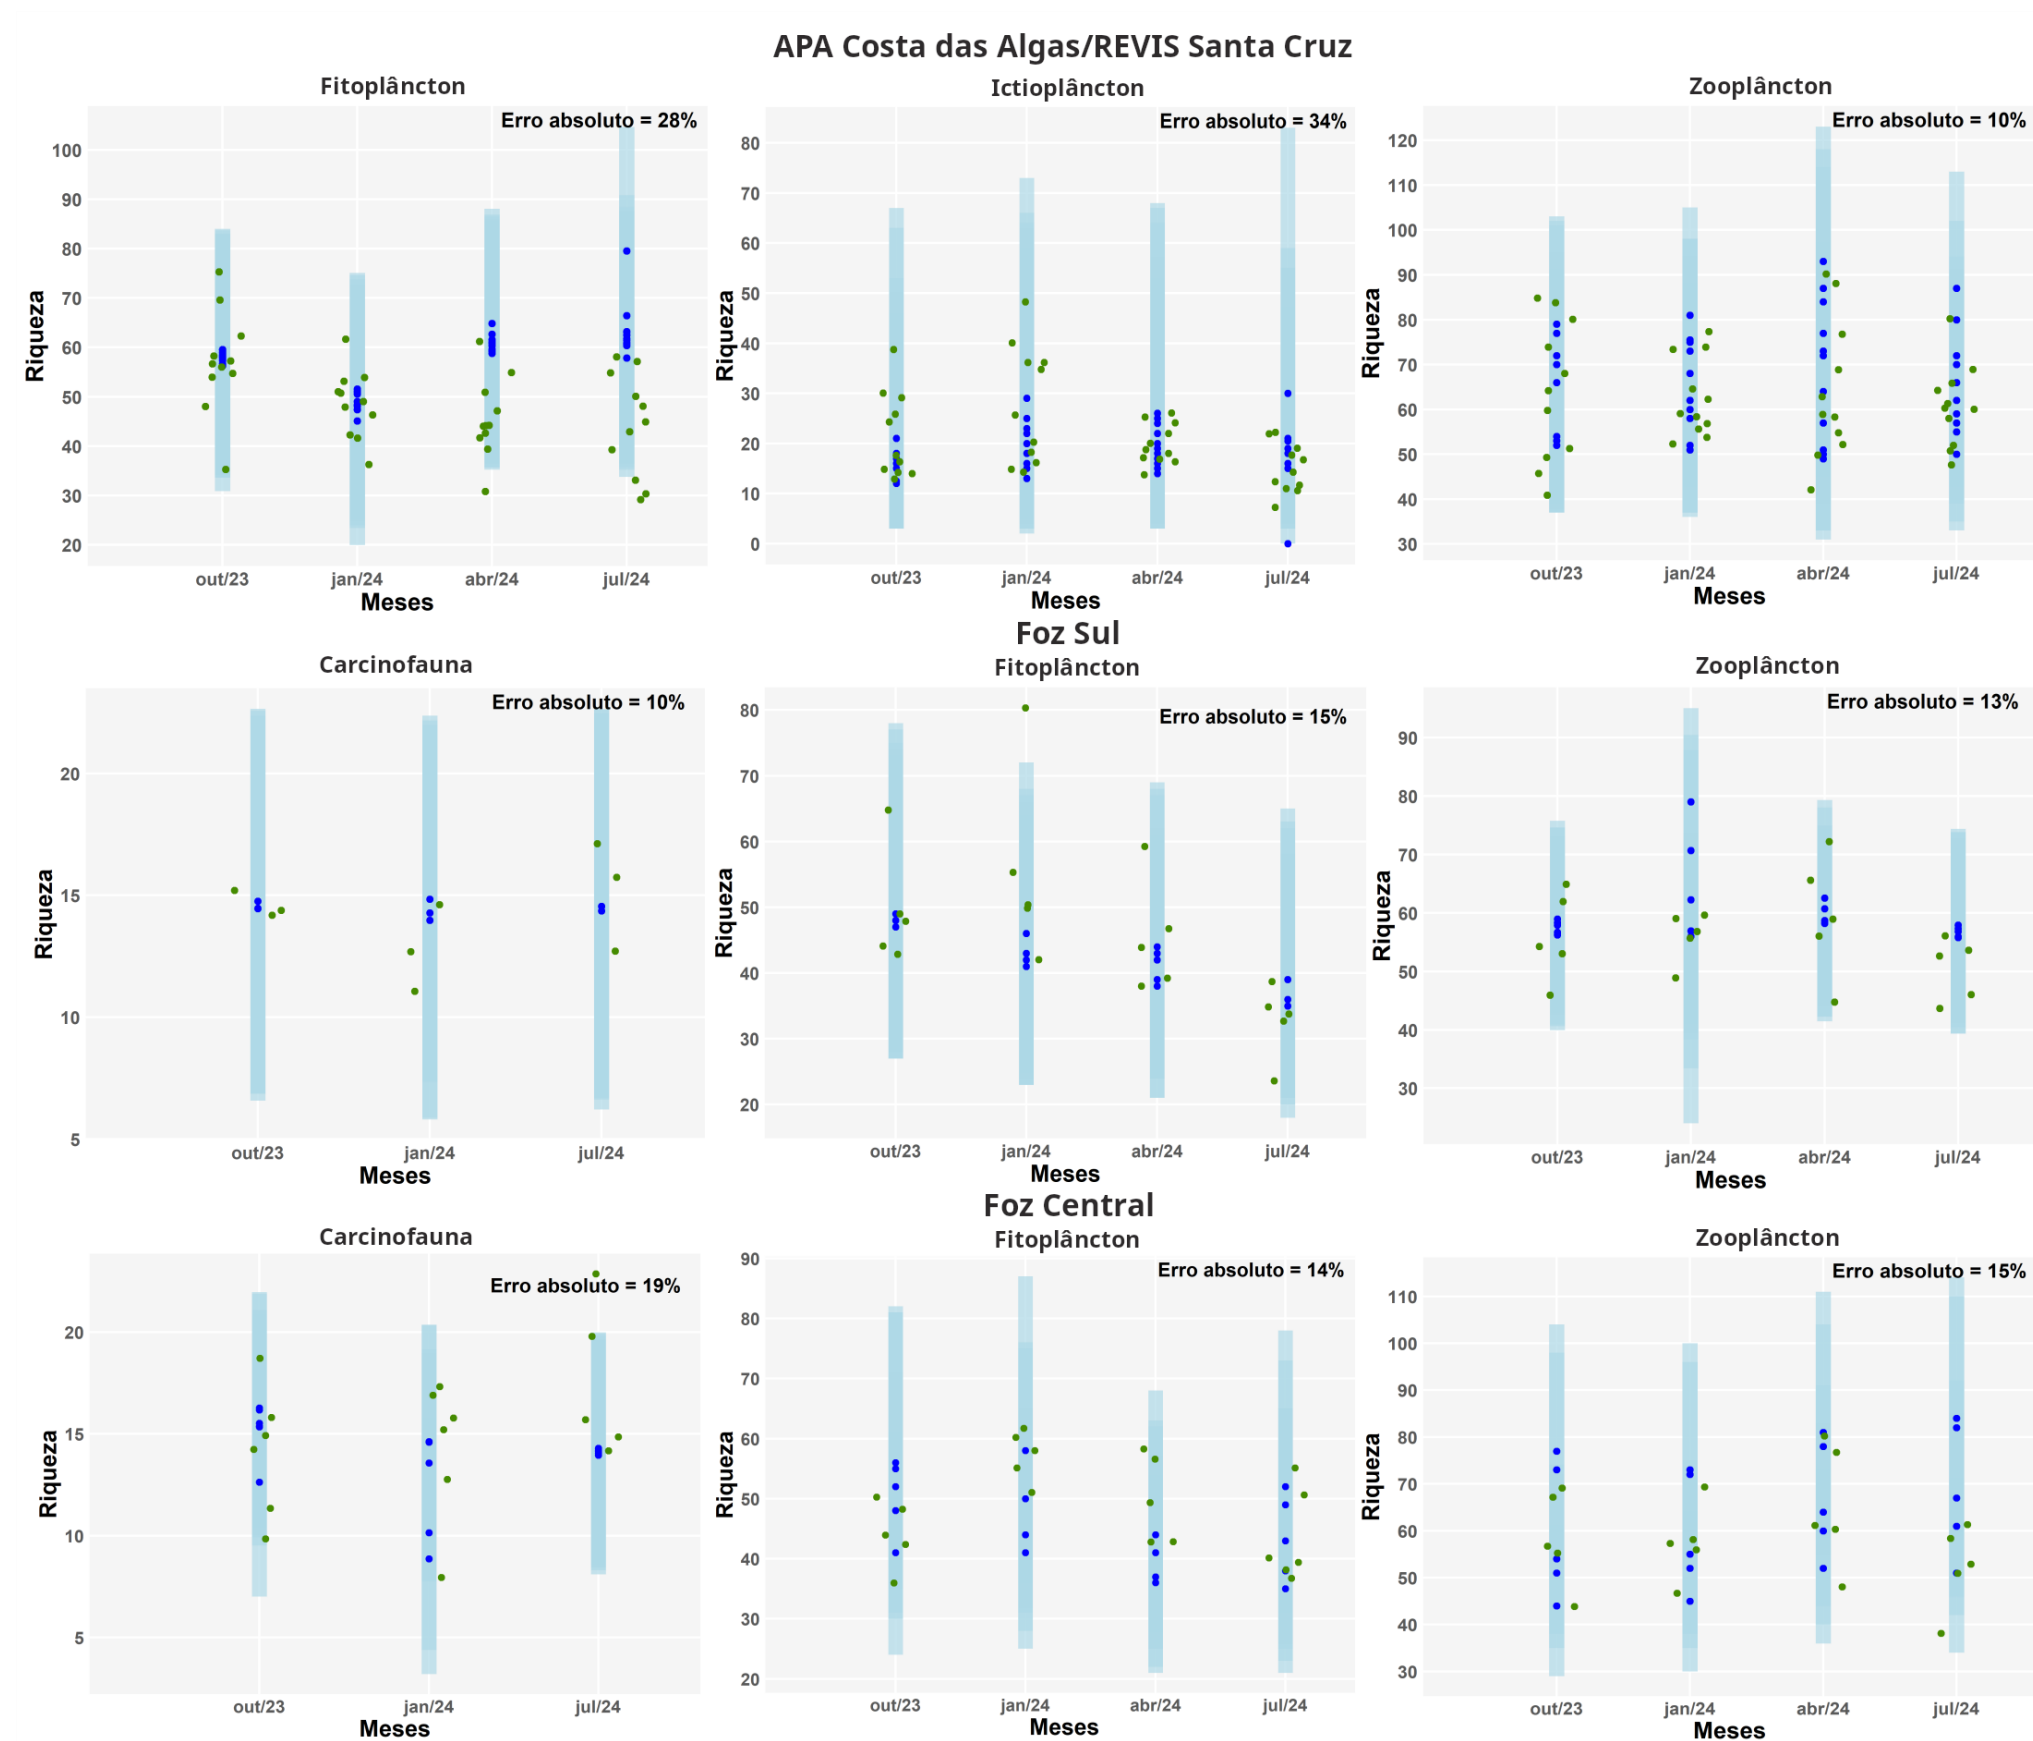 APA Costa das Algas/REVIS Santa Cruz
Fitoplâncton
Erro absoluto = 28%
Riqueza
100
90
80
70
60
50
40
30
20
out/23
jan/24
abr/24
jul/24
Meses
Ictioplâncton
Erro absoluto = 34%
Riqueza
80
70
60
50
40
30
20
10
0
out/23
jan/24
abr/24
jul/24
Meses
Zooplâncton
Erro absoluto = 10%
Riqueza
120
110
100
90
80
70
60
50
40
30
out/23
jan/24
abr/24
jul/24
Meses
Foz Sul
Carcinofauna
Erro absoluto = 10%
Riqueza
20
15
10
5
out/23
jan/24
jul/24
Meses
Fitoplâncton
Erro absoluto = 15%
Riqueza
80
70
60
50
40
30
20
out/23
jan/24
abr/24
jul/24
Meses
Zooplâncton
Erro absoluto = 13%
Riqueza
90
80
70
60
50
40
30
out/23
jan/24
abr/24
jul/24
Meses
Foz Central
Carcinofauna
Erro absoluto = 19%
Riqueza
20
15
10
5
out/23
jan/24
jul/24
Meses
Fitoplâncton
Erro absoluto = 14%
Riqueza
90
80
70
60
50
40
30
20
out/23
jan/24
abr/24
jul/24
Meses
Zooplâncton
Erro absoluto = 15%
Riqueza
110
100
90
80
70
60
50
40
30
out/23
jan/24
abr/24
jul/24
Meses